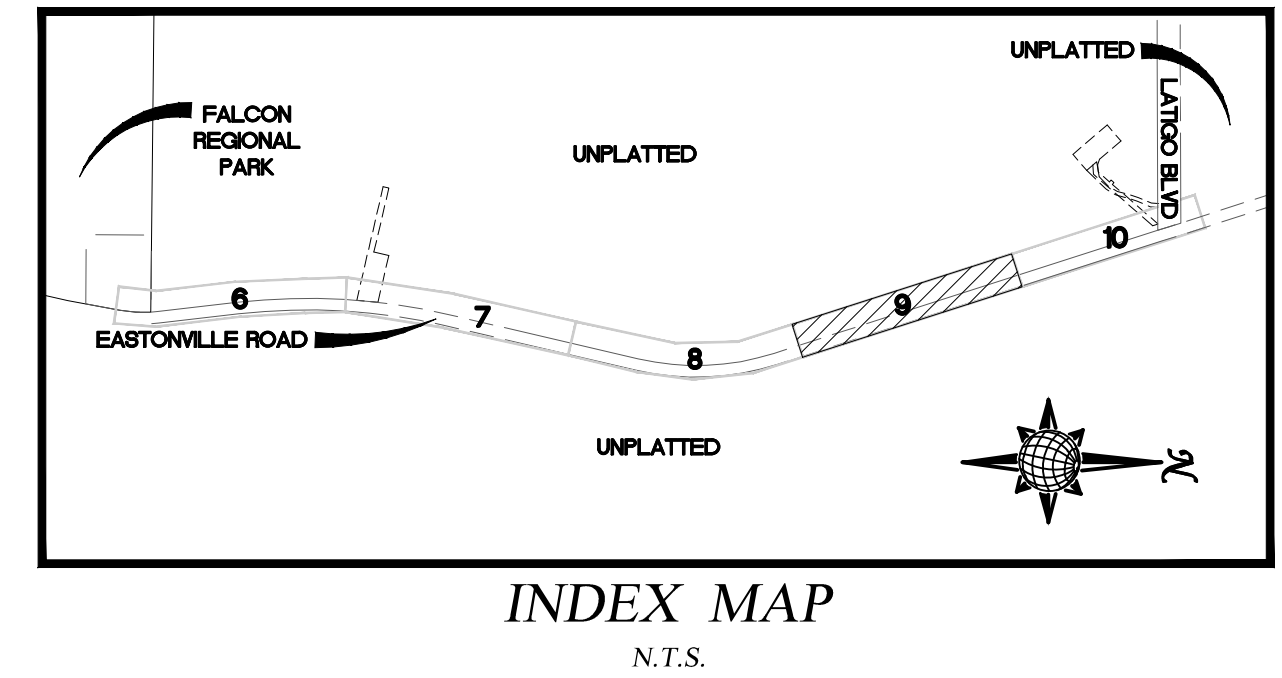 UNPLATTED
FALCON
REGIONAL
PARK
UNPLATTED
LATIGO BLVD
10
6
7
9
EASTONVILLE ROAD
8
UNPLATTED
N
INDEX MAP
N.T.S.